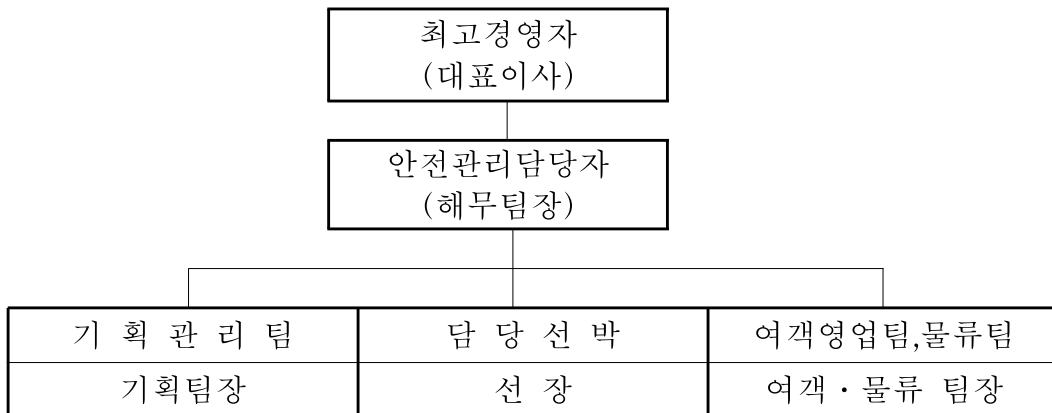 최고경영자
(대표이사)
안전관리담당자
(해무팀장)
기 획 관 리 팀
담 당 선 박
여객영업팀,물류팀
기획팀장
선 장
여객·물류 팀장